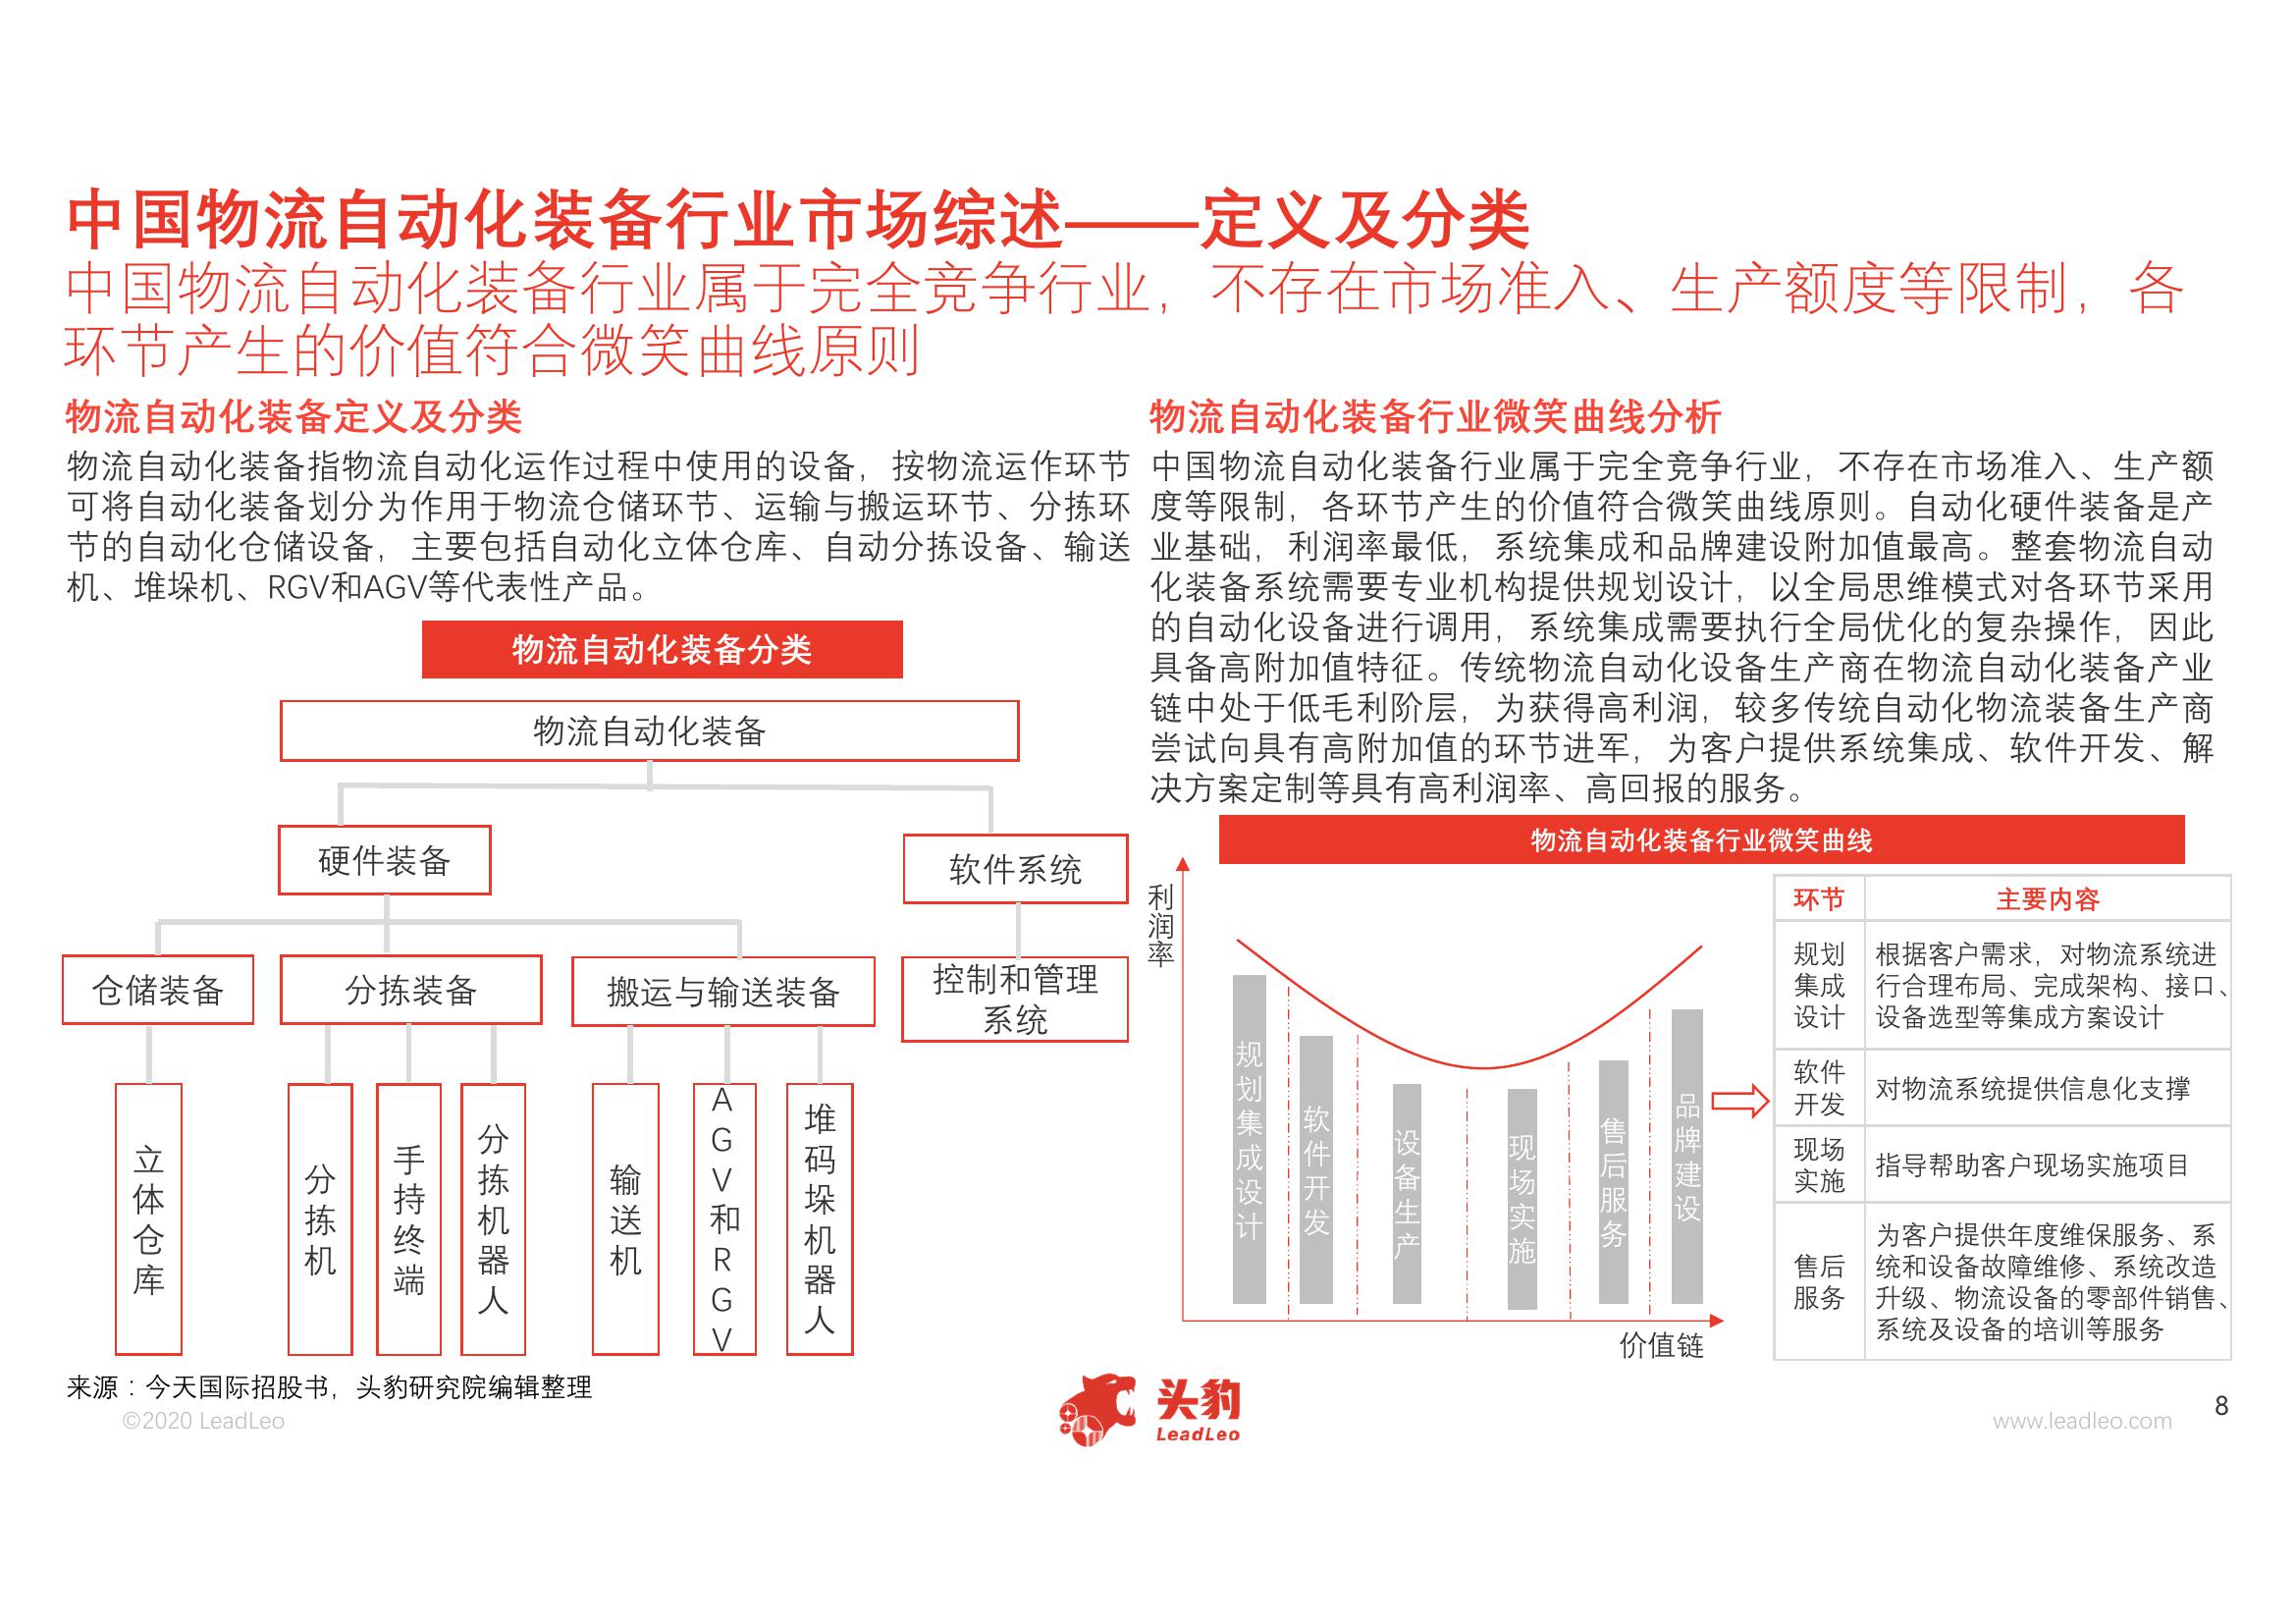 中国物流自动化装备行业市场综述——定义及分类
中国物流自动化装备行业属于完全竞争行业，不存在市场准入、生产额度等限制，各
环节产生的价值符合微笑曲线原则
物流自动化装备定义及分类
物流自动化装备指物流自动化运作过程中使用的设备，按物流运作环节
可将自动化装备划分为作用于物流仓储环节、运输与搬运环节、分拣环
节的自动化仓储设备，主要包括自动化立体仓库、自动分拣设备、输送
机、堆垛机、RGV和AGV等代表性产品。
物流自动化装备分类
物流自动化装备
硬件装备
软件系统
仓储装备
分拣装备
搬运与输送装备
控制和管理
系统
立体仓库
分拣机
手持终端
分拣机器人
输送机
AGV和RGV
堆码垛机器人
物流自动化装备行业微笑曲线分析
中国物流自动化装备行业属于完全竞争行业，不存在市场准入、生产额
度等限制，各环节产生的价值符合微笑曲线原则。自动化硬件装备是产
业基础，利润率最低，系统集成和品牌建设附加值最高。整套物流自动
化装备系统需要专业机构提供规划设计，以全局思维模式对各环节采用
的自动化设备进行调用，系统集成需要执行全局优化的复杂操作，因此
具备高附加值特征。传统物流自动化设备生产商在物流自动化装备产业
链中处于低毛利阶层，为获得高利润，较多传统自动化物流装备生产商
尝试向具有高附加值的环节进军，为客户提供系统集成、软件开发、解
决方案定制等具有高利润率、高回报的服务。
物流自动化装备行业微笑曲线
利润率
规划集成设计
软件开发
设备生产
现场实施
售后服务
品牌建设
价值链
环节 主要内容
规划
集成
设计
根据客户需求，对物流系统进
行合理布局、完成架构、接口、
设备选型等集成方案设计
软件
开发
对物流系统提供信息化支撑
现场
实施
指导帮助客户现场实施项目
售后
服务
为客户提供年度维保服务、系
统和设备故障维修、系统改造
升级、物流设备的零部件销售、
系统及设备的培训等服务
来源：今天国际招股书，头豹研究院编辑整理
©2020 LeadLeo
头豹
LeadLeo
www.leadleo.com
8